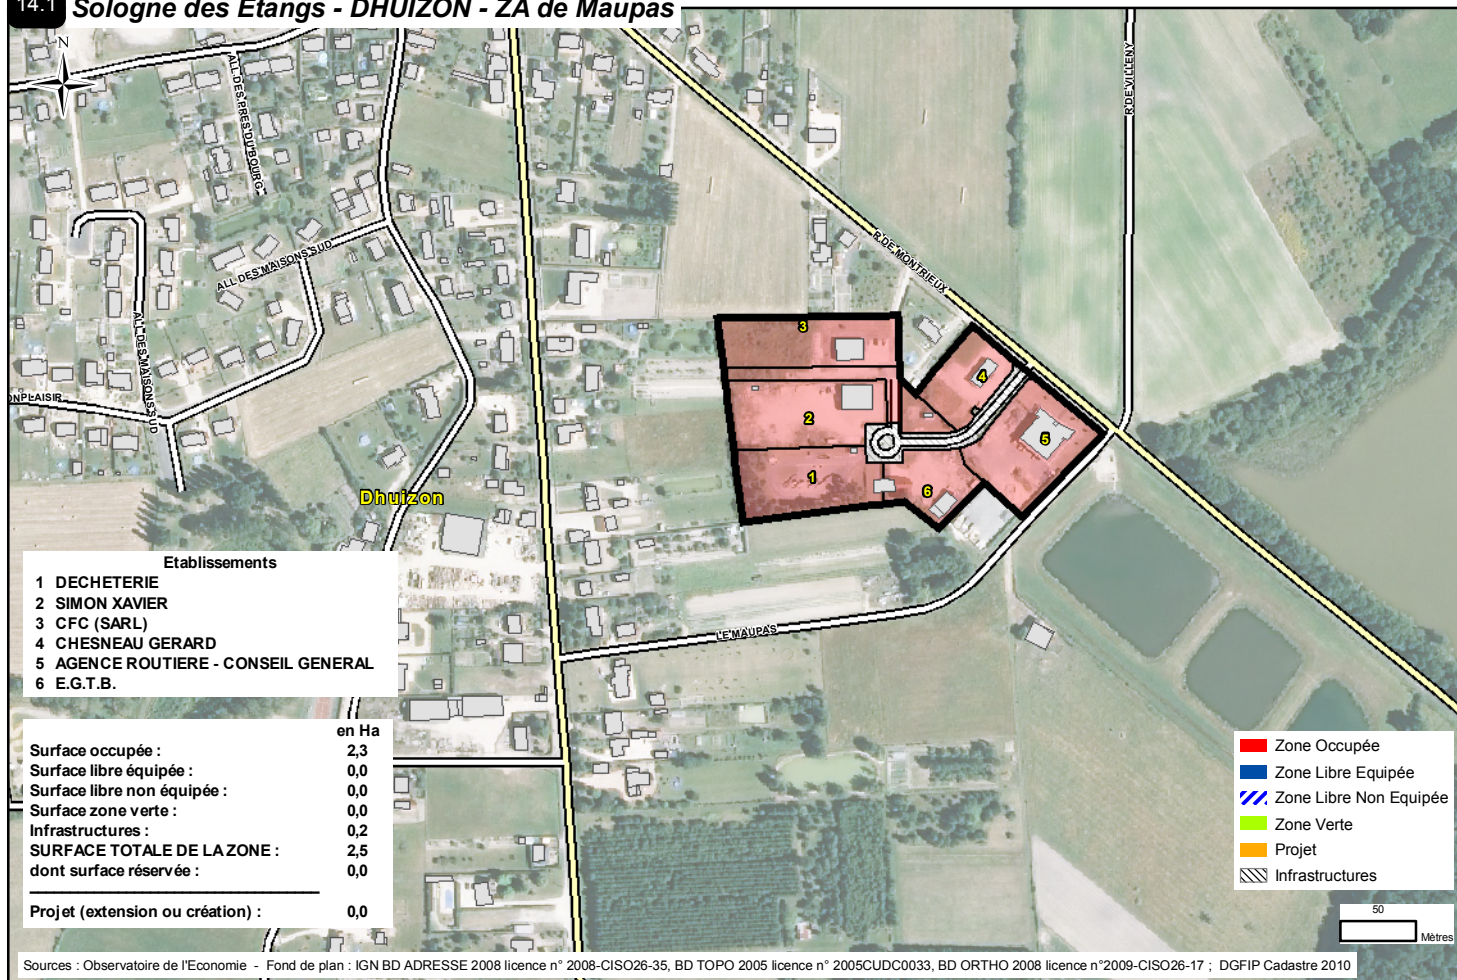 14.1 Sologne des Etangs - DHUIZON - ZA de Maupas
N
ALL DES PRES DU BOURG
R DE VILLENY
ALL DES MAISONS SUD
R DE MONTRIEUX
ALL DES MAISONS SUD
ONPLAISIR
3
4
2
5
1
6
Dhuizon
LE MAUPAS
Etablissements
1 DECHETERIE
2 SIMON XAVIER
3 CFC (SARL)
4 CHESNEAU GERARD
5 AGENCE ROUTIERE - CONSEIL GENERAL
6 E.G.T.B.
en Ha
Surface occupée : 2,3
Surface libre équipée : 0,0
Surface libre non équipée : 0,0
Surface zone verte : 0,0
Infrastructures : 0,2
SURFACE TOTALE DE LA ZONE : 2,5
dont surface réservée : 0,0
Projet (extension ou création) : 0,0
Zone Occupée
Zone Libre Equipée
Zone Libre Non Equipée
Zone Verte
Projet
Infrastructures
50
Mètres
Sources : Observatoire de l'Economie - Fond de plan : IGN BD ADRESSE 2008 licence n° 2008-CISO26-35, BD TOPO 2005 licence n° 2005CUDC0033, BD ORTHO 2008 licence n°2009-CISO26-17 ; DGFIP Cadastre 2010